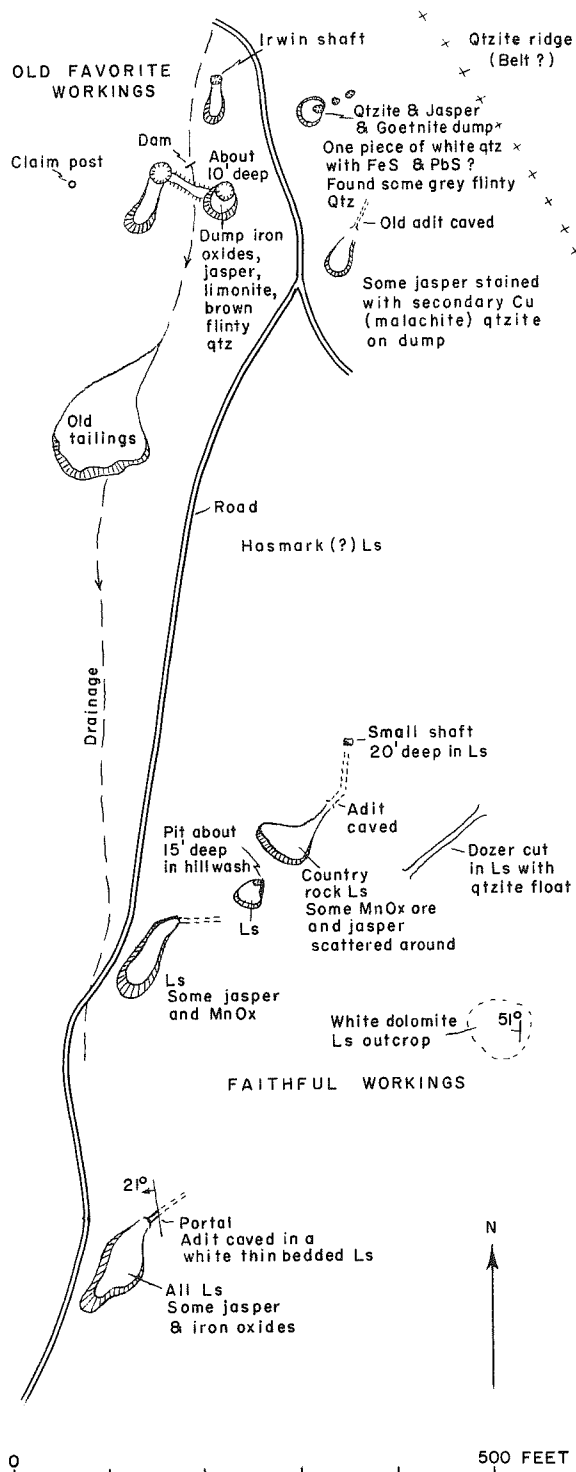 Irwin shaft
Qtzite ridge
(Belt ?)
OLD FAVORITE
WORKINGS
Qtzite & Jasper
& Goetnite dump
One piece of white qtz
with FeS & PbS ?
Found some grey flinty
Qtz
Dam
About
10' deep
Claim post
Old adit caved
Dump iron
oxides,
jasper,
limonite,
brown
flinty
qtz
Some jasper stained
with secondary Cu
(malachite) qtzite
on dump
Old
tailings
Road
Hasmark (?) Ls
Drainage
Small shaft
20' deep in Ls
Adit
caved
Pit about
15' deep
in hillwash
Dozer cut
in Ls with
qtzite float
Country
rock Ls
Some MnOx ore
and jasper
scattered around
Ls
Ls
Some jasper
and MnOx
White dolomite
Ls outcrop
51°
FAITHFUL WORKINGS
21°
Portal
Adit caved in a
white thin bedded Ls
All Ls
Some jasper
& iron oxides
N
0
500 FEET